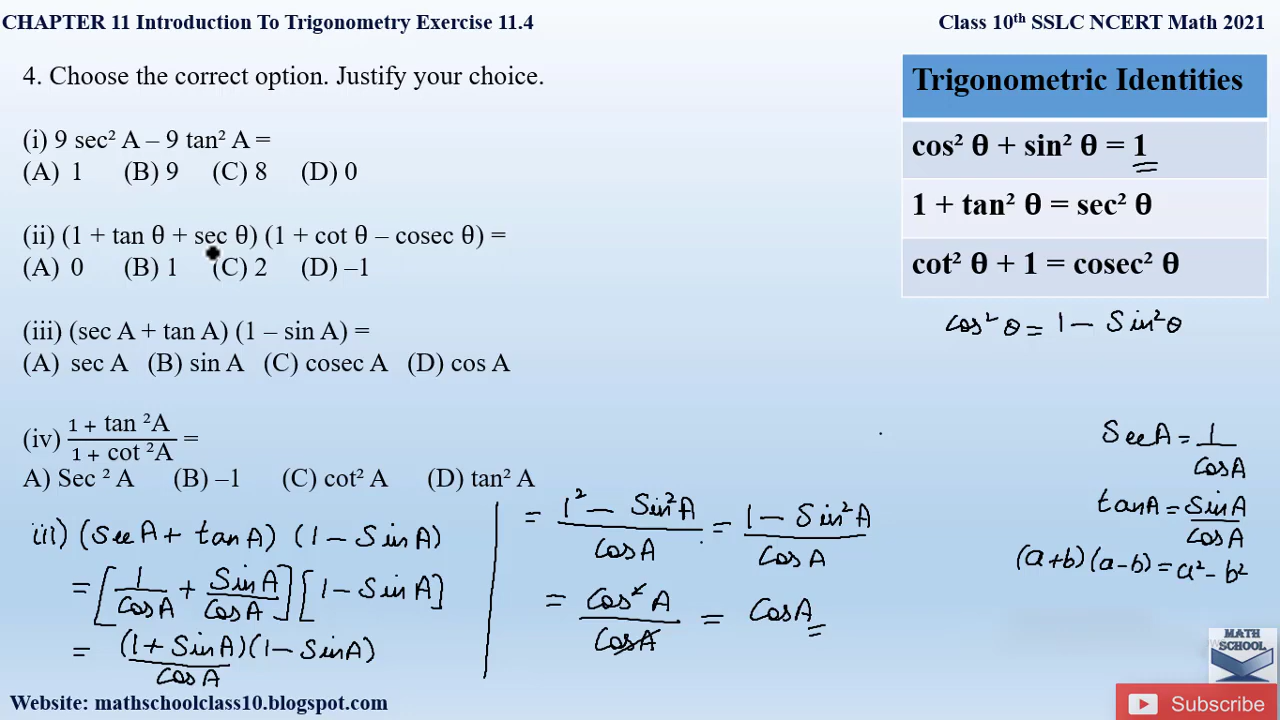 CHAPTER 11 Introduction To Trigonometry Exercise 11.4
Class 10th SSLC NCERT Math 2021
4. Choose the correct option. Justify your choice.
(i) 9 sec² A – 9 tan² A =
(A) 1 (B) 9 (C) 8 (D) 0
(ii) (1 + tan θ + sec θ) (1 + cot θ – cosec θ) =
(A) 0 (B) 1 (C) 2 (D) –1
(iii) (sec A + tan A) (1 – sin A) =
(A) sec A (B) sin A (C) cosec A (D) cos A
(iv) 1 + tan ²A / 1 + cot ²A =
A) Sec ² A (B) –1 (C) cot² A (D) tan² A
Trigonometric Identities
cos² θ + sin² θ = 1
1 + tan² θ = sec² θ
cot² θ + 1 = cosec² θ
cos² θ = 1 – Sin² θ
SecA = 1 / CosA
tanA = SinA / CosA
(a+b)(a-b) = a² - b²
iii) (SecA + tanA) (1 – SinA)
= [1 / CosA + SinA / CosA] [1 – SinA]
= (1 + SinA)(1 – SinA) / CosA
= 1² – Sin²A / CosA = 1 – Sin²A / CosA
= Cos²A / CosA = CosA
MATH
SCHOOL
Website: mathschoolclass10.blogspot.com
Subscribe